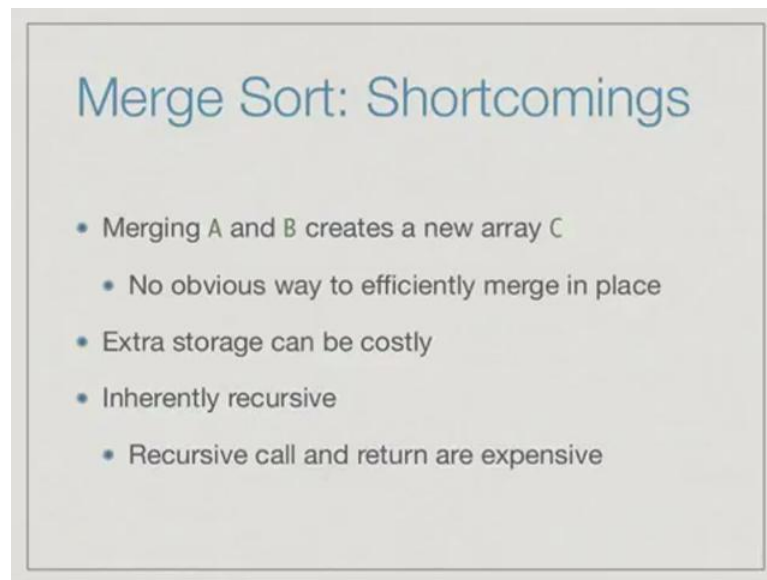 Merge Sort: Shortcomings
• Merging A and B creates a new array C
• No obvious way to efficiently merge in place
• Extra storage can be costly
• Inherently recursive
• Recursive call and return are expensive